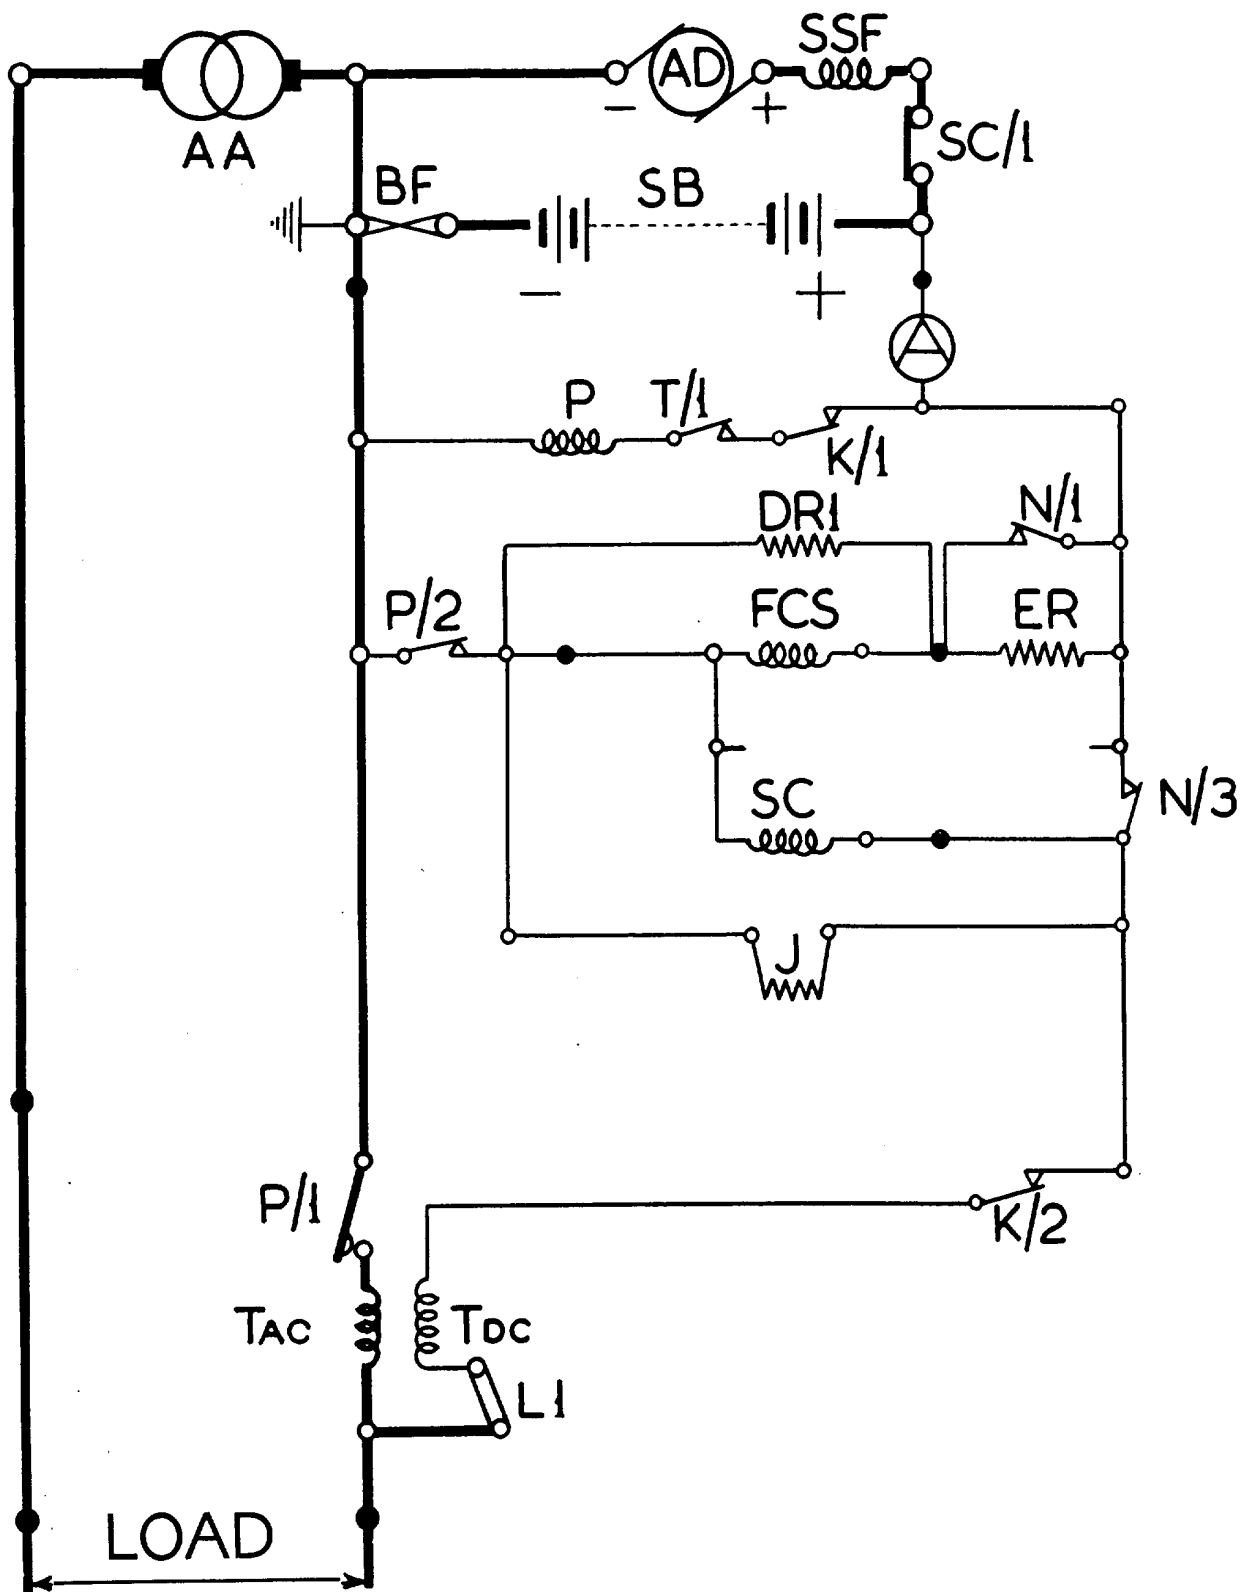 SSF
AD
- +
AA
SC/1
BF
SB
- +
A
P
T/1
K/1
DR1
N/1
P/2
FCS
ER
SC
N/3
J
P/1
K/2
TAC
TDC
L1
LOAD